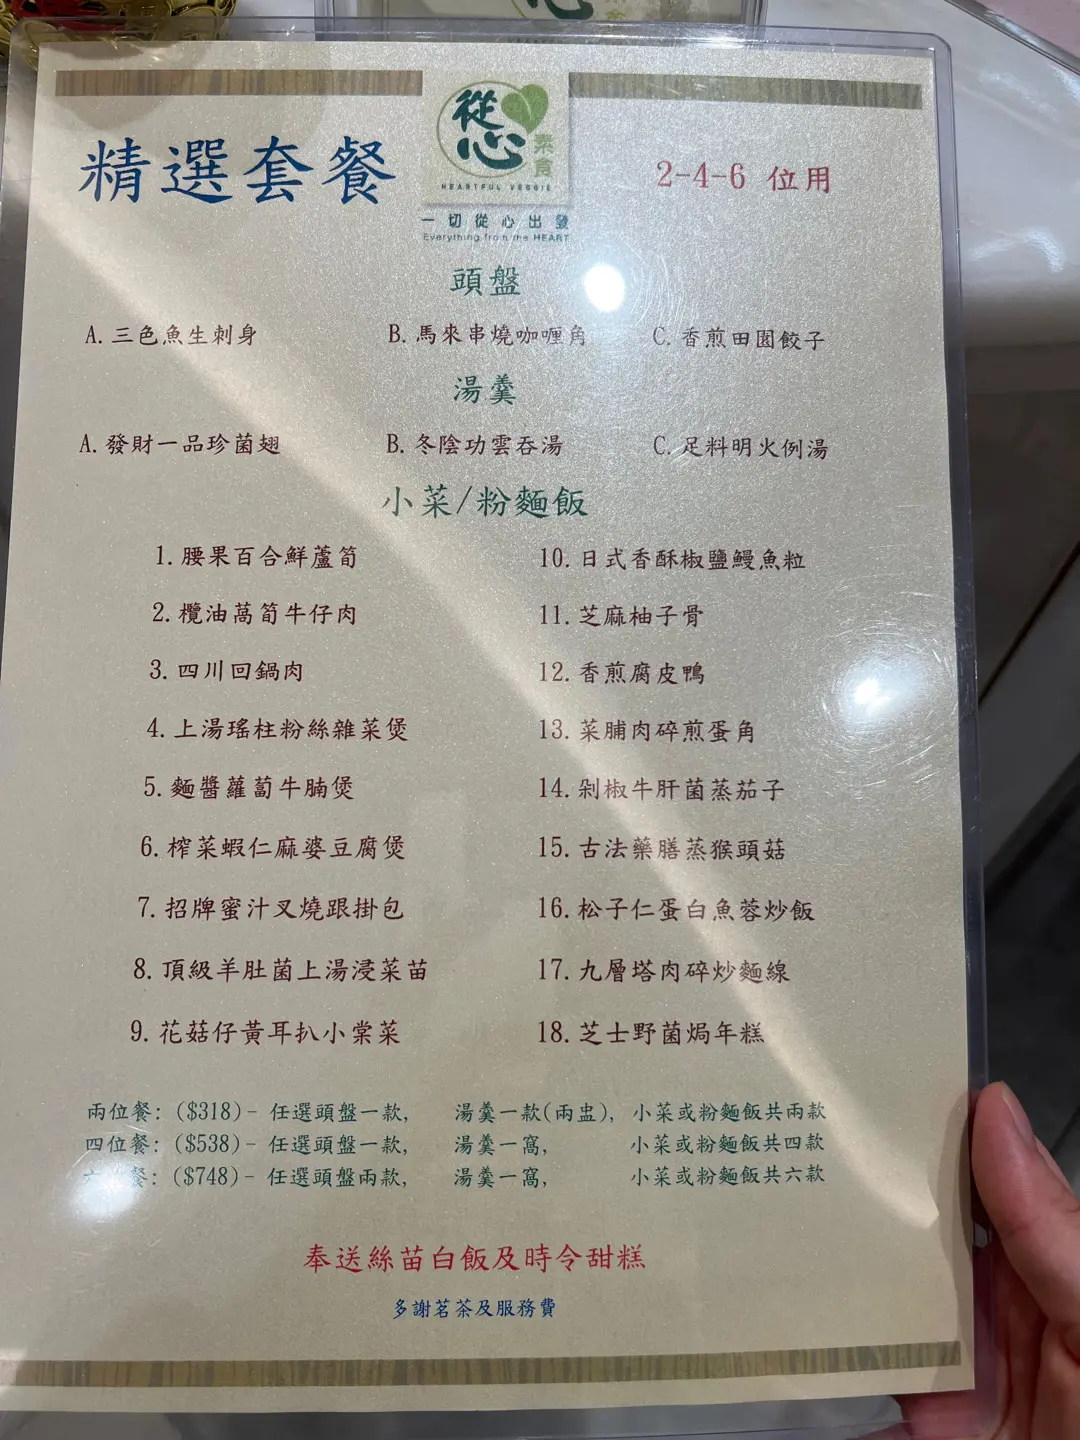 從心
素食
HEARTFUL VEGGIE
一切從心出發
Everything from the HEART
精選套餐
2-4-6 位用
頭盤
A. 三色魚生刺身 B. 馬來串燒咖喱角 C. 香煎田園餃子
湯羹
A. 發財一品珍菌翅 B. 冬陰功雲吞湯 C. 足料明火例湯
小菜/粉麵飯
1. 腰果百合鮮蘆筍
2. 欖油萵筍牛仔肉
3. 四川回鍋肉
4. 上湯瑤柱粉絲雜菜煲
5. 麵醬蘿蔔牛腩煲
6. 榨菜蝦仁麻婆豆腐煲
7. 招牌蜜汁叉燒跟掛包
8. 頂級羊肚菌上湯浸菜苗
9. 花菇仔黃耳扒小棠菜
10. 日式香酥椒鹽鰻魚粒
11. 芝麻柚子骨
12. 香煎腐皮鴨
13. 菜脯肉碎煎蛋角
14. 剁椒牛肝菌蒸茄子
15. 古法藥膳蒸猴頭菇
16. 松子仁蛋白魚蓉炒飯
17. 九層塔肉碎炒麵線
18. 芝士野菌焗年糕
兩位餐: ($318)- 任選頭盤一款, 湯羹一款(兩盅), 小菜或粉麵飯共兩款
四位餐: ($538)- 任選頭盤一款, 湯羹一窩, 小菜或粉麵飯共四款
六位餐: ($748)- 任選頭盤兩款, 湯羹一窩, 小菜或粉麵飯共六款
奉送絲苗白飯及時令甜糕
多謝茗茶及服務費